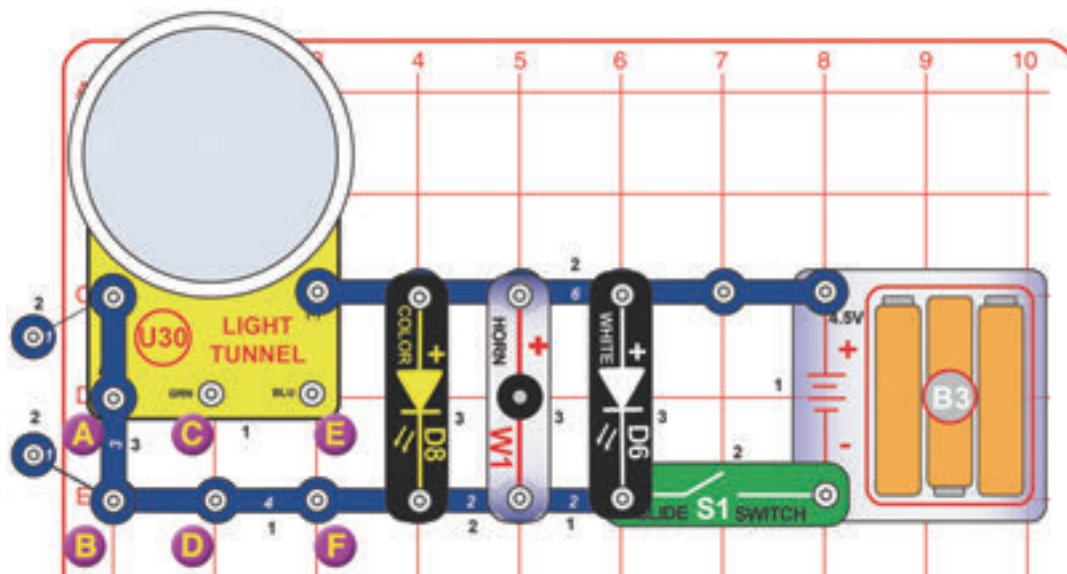 4 5 6 7 8 9 10
2
C
2
1
U30 LIGHT TUNNEL
COLOR +
HORN +
WHITE +
6
4.5V
+
-
B3
1
D
GRN
BLU
A C E
3
3
1
D8
3
W1
3
D6
3
2
2
1
E
4
2
2
SLIDE S1 SWITCH
B D F
1
2
1